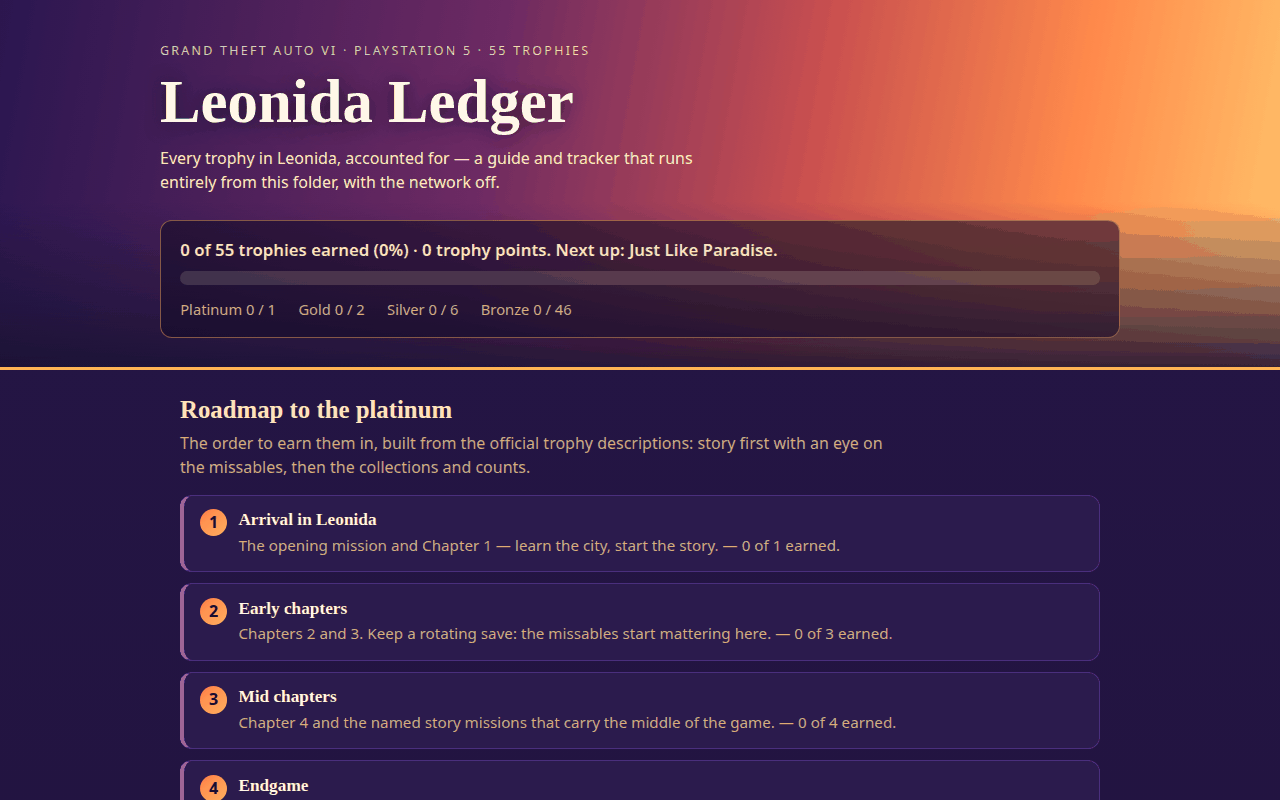 GRAND THEFT AUTO VI · PLAYSTATION 5 · 55 TROPHIES
Leonida Ledger
Every trophy in Leonida, accounted for — a guide and tracker that runs
entirely from this folder, with the network off.
0 of 55 trophies earned (0%) · 0 trophy points. Next up: Just Like Paradise.
Platinum 0 / 1 Gold 0 / 2 Silver 0 / 6 Bronze 0 / 46
Roadmap to the platinum
The order to earn them in, built from the official trophy descriptions: story first with an eye on
the missables, then the collections and counts.
1 Arrival in Leonida
The opening mission and Chapter 1 — learn the city, start the story. — 0 of 1 earned.
2 Early chapters
Chapters 2 and 3. Keep a rotating save: the missables start mattering here. — 0 of 3 earned.
3 Mid chapters
Chapter 4 and the named story missions that carry the middle of the game. — 0 of 4 earned.
4 Endgame